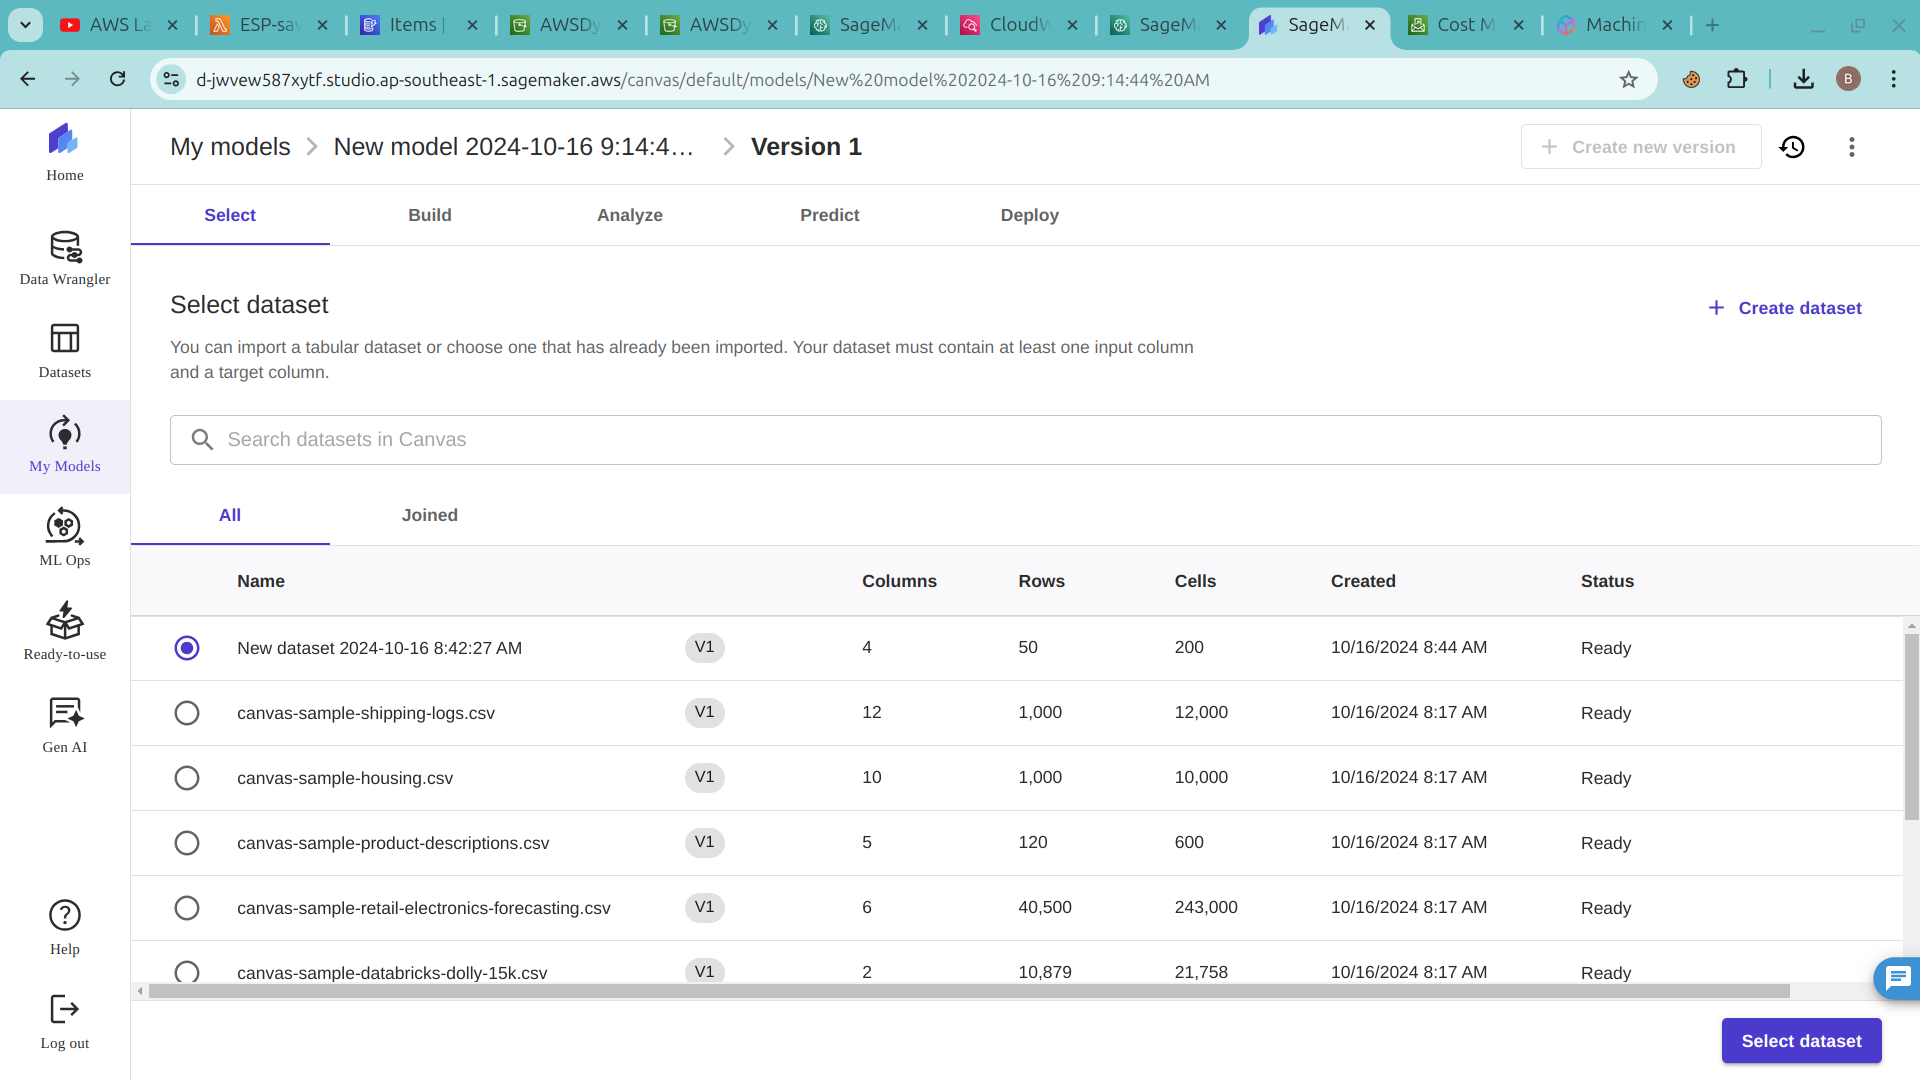 AWS La
ESP-sav
Items |
AWSDy
AWSDy
SageMa
CloudW
SageMa
SageMa
Cost M
Machin
d-jwvew587xytf.studio.ap-southeast-1.sagemaker.aws/canvas/default/models/New%20model%202024-10-16%209:14:44%20AM
B
Home
Data Wrangler
Datasets
My Models
ML Ops
Ready-to-use
Gen AI
Help
Log out
My models > New model 2024-10-16 9:14:4... > Version 1
+ Create new version
Select Build Analyze Predict Deploy
Select dataset
+ Create dataset
You can import a tabular dataset or choose one that has already been imported. Your dataset must contain at least one input column
and a target column.
Search datasets in Canvas
All Joined
Name Columns Rows Cells Created Status
New dataset 2024-10-16 8:42:27 AM V1 4 50 200 10/16/2024 8:44 AM Ready
canvas-sample-shipping-logs.csv V1 12 1,000 12,000 10/16/2024 8:17 AM Ready
canvas-sample-housing.csv V1 10 1,000 10,000 10/16/2024 8:17 AM Ready
canvas-sample-product-descriptions.csv V1 5 120 600 10/16/2024 8:17 AM Ready
canvas-sample-retail-electronics-forecasting.csv V1 6 40,500 243,000 10/16/2024 8:17 AM Ready
canvas-sample-databricks-dolly-15k.csv V1 2 10,879 21,758 10/16/2024 8:17 AM Ready
Select dataset